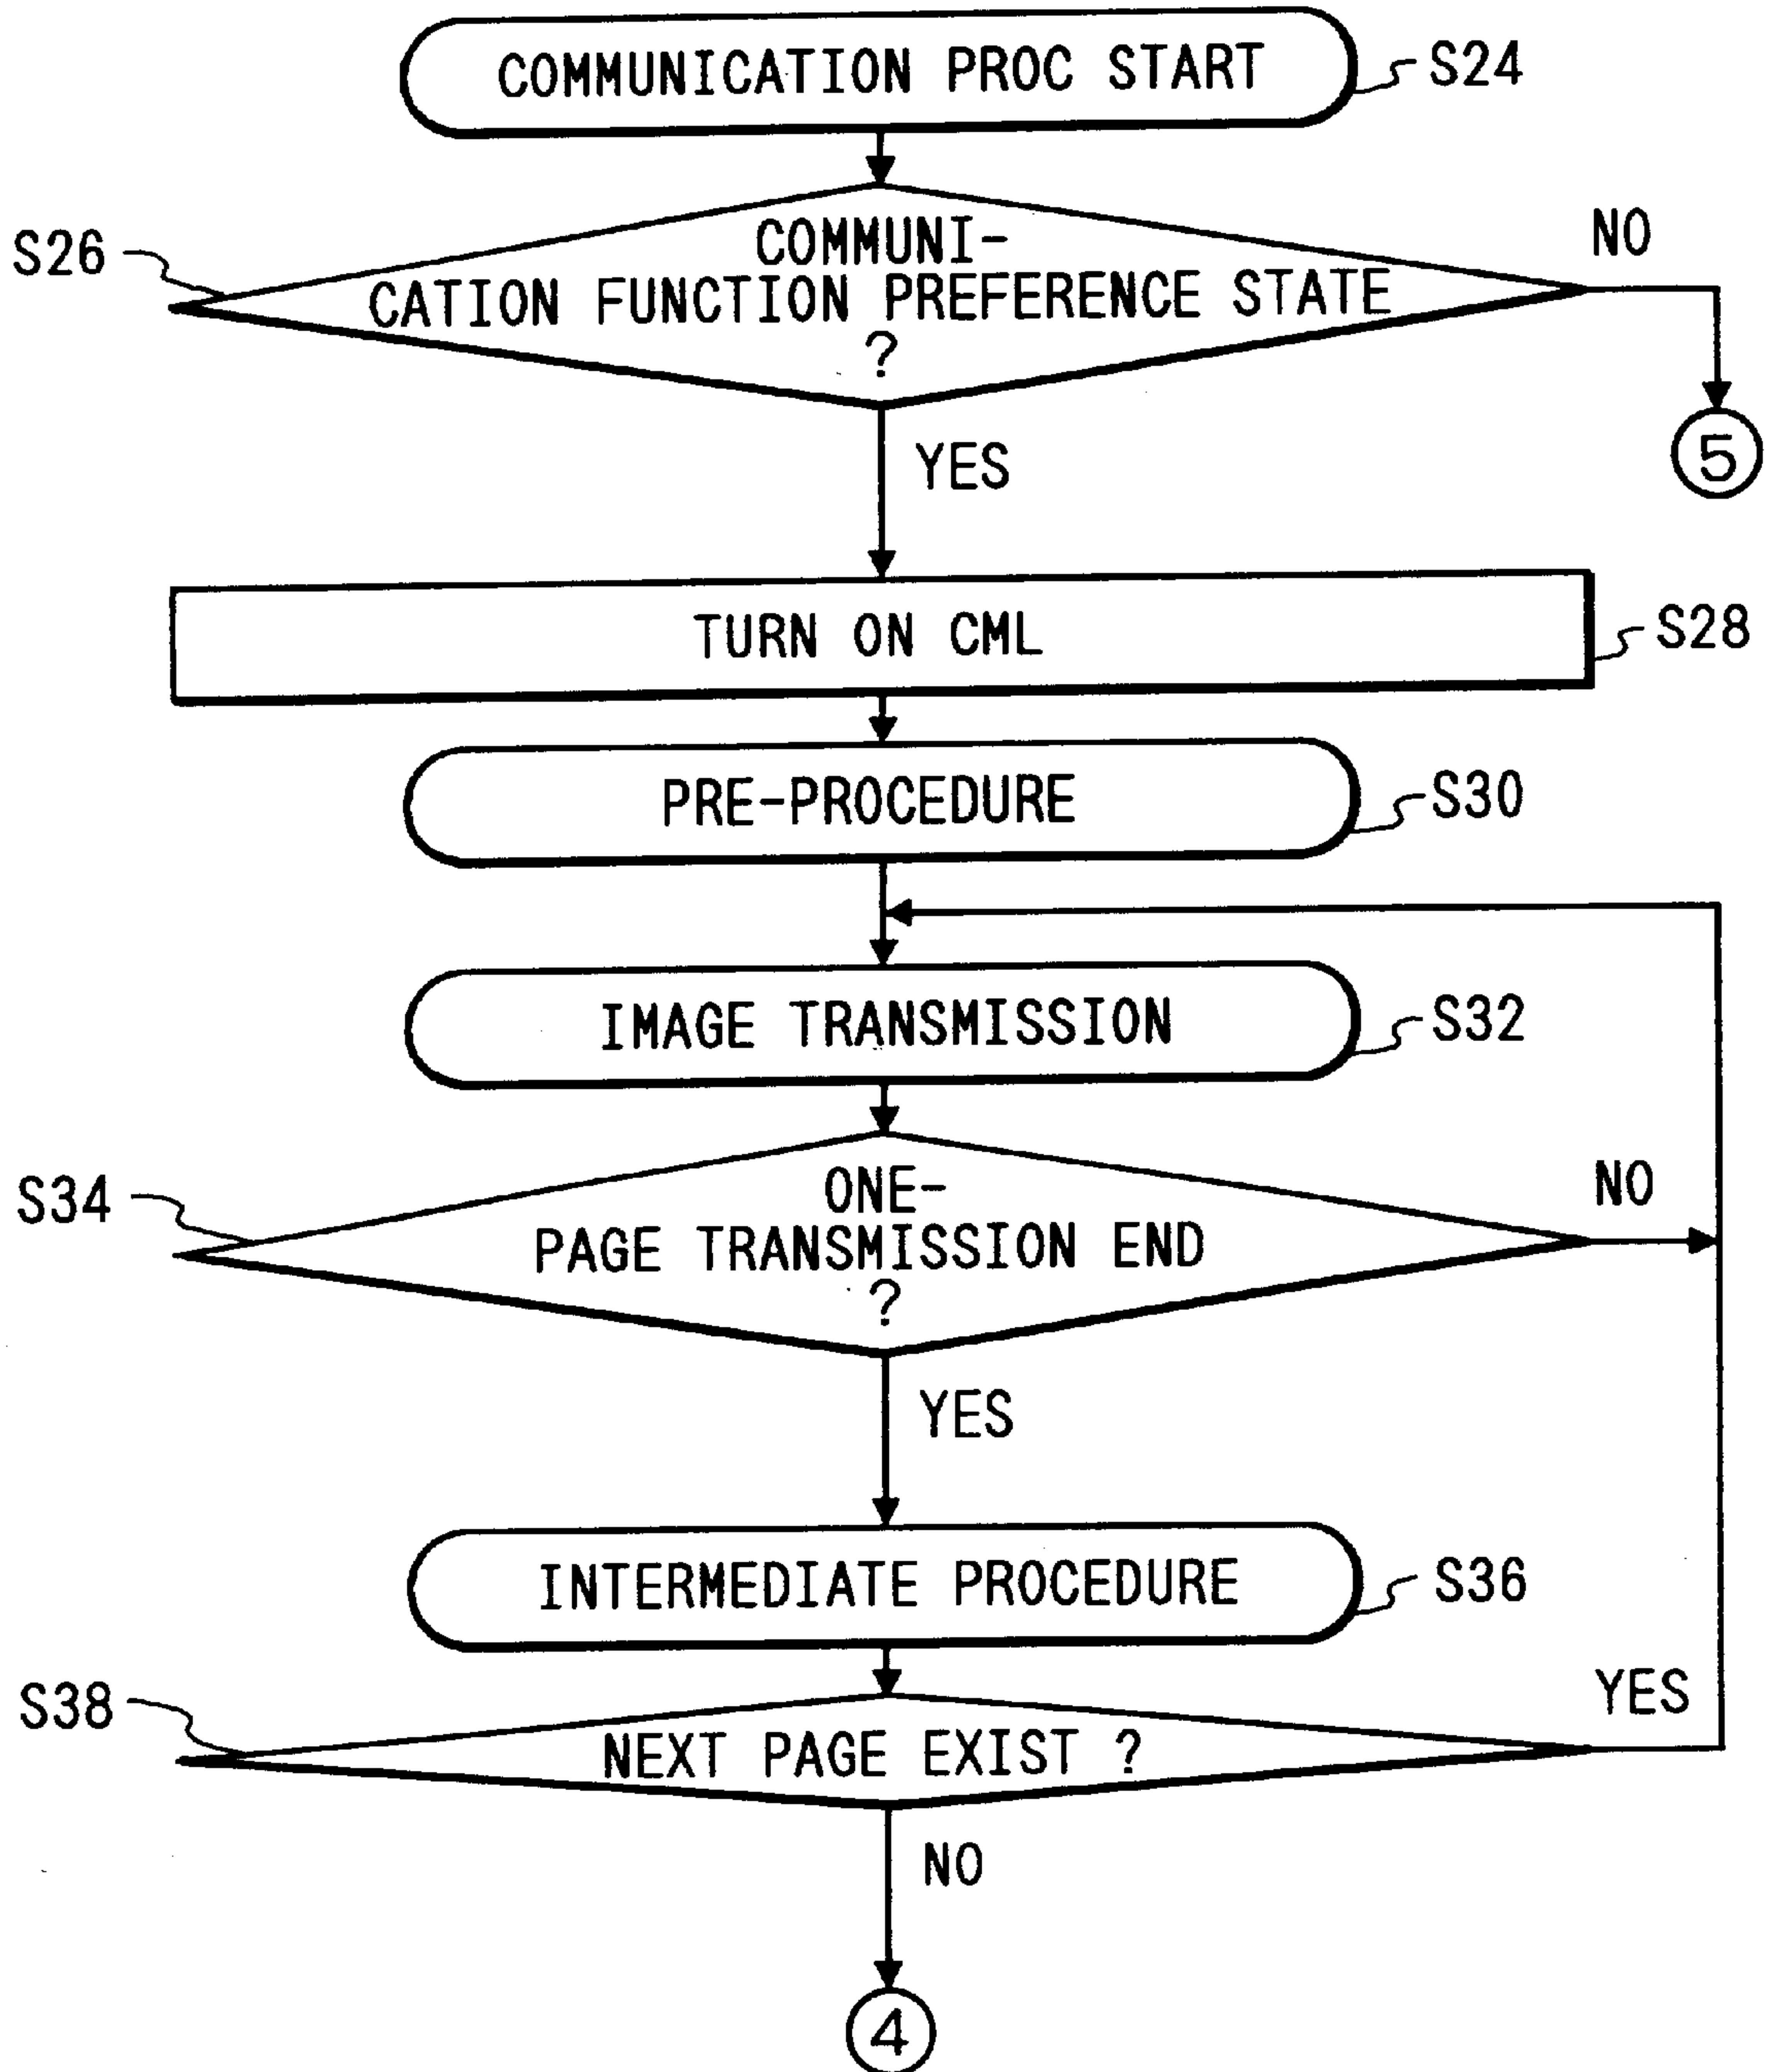 COMMUNICATION PROC START
S24
S26
COMMUNI-
CATION FUNCTION PREFERENCE STATE
?
NO
5
YES
TURN ON CML
S28
PRE-PROCEDURE
S30
IMAGE TRANSMISSION
S32
S34
ONE-
PAGE TRANSMISSION END
?
NO
YES
INTERMEDIATE PROCEDURE
S36
S38
NEXT PAGE EXIST ?
YES
NO
4